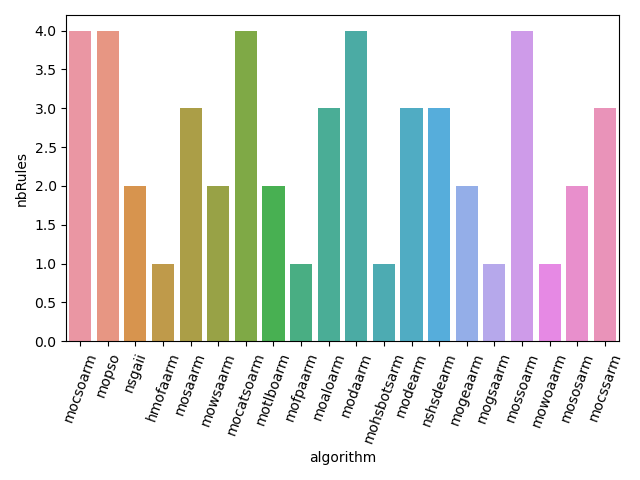 4.0
3.5
3.0
2.5
2.0
1.5
1.0
0.5
0.0
nbRules
mocsoarm
mopso
nsgaii
hmofaarm
mosaarm
mowsaarm
mocatsoarm
motlboarm
mofpaarm
moaloarm
modaarm
mohsbotsarm
modearm
nshsdearm
mogeaarm
mogsaarm
mossoarm
mowoaarm
mososarm
mocssarm
algorithm